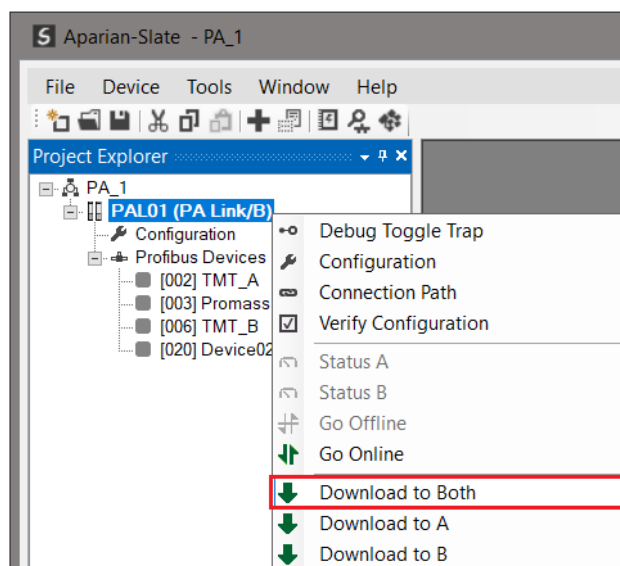 S Aparian-Slate - PA_1
File Device Tools Window Help
Project Explorer
PA_1
PAL01 (PA Link/B)
Configuration
Profibus Devices
[002] TMT_A
[003] Promass
[006] TMT_B
[020] Device02
Debug Toggle Trap
Configuration
Connection Path
Verify Configuration
Status A
Status B
Go Offline
Go Online
Download to Both
Download to A
Download to B